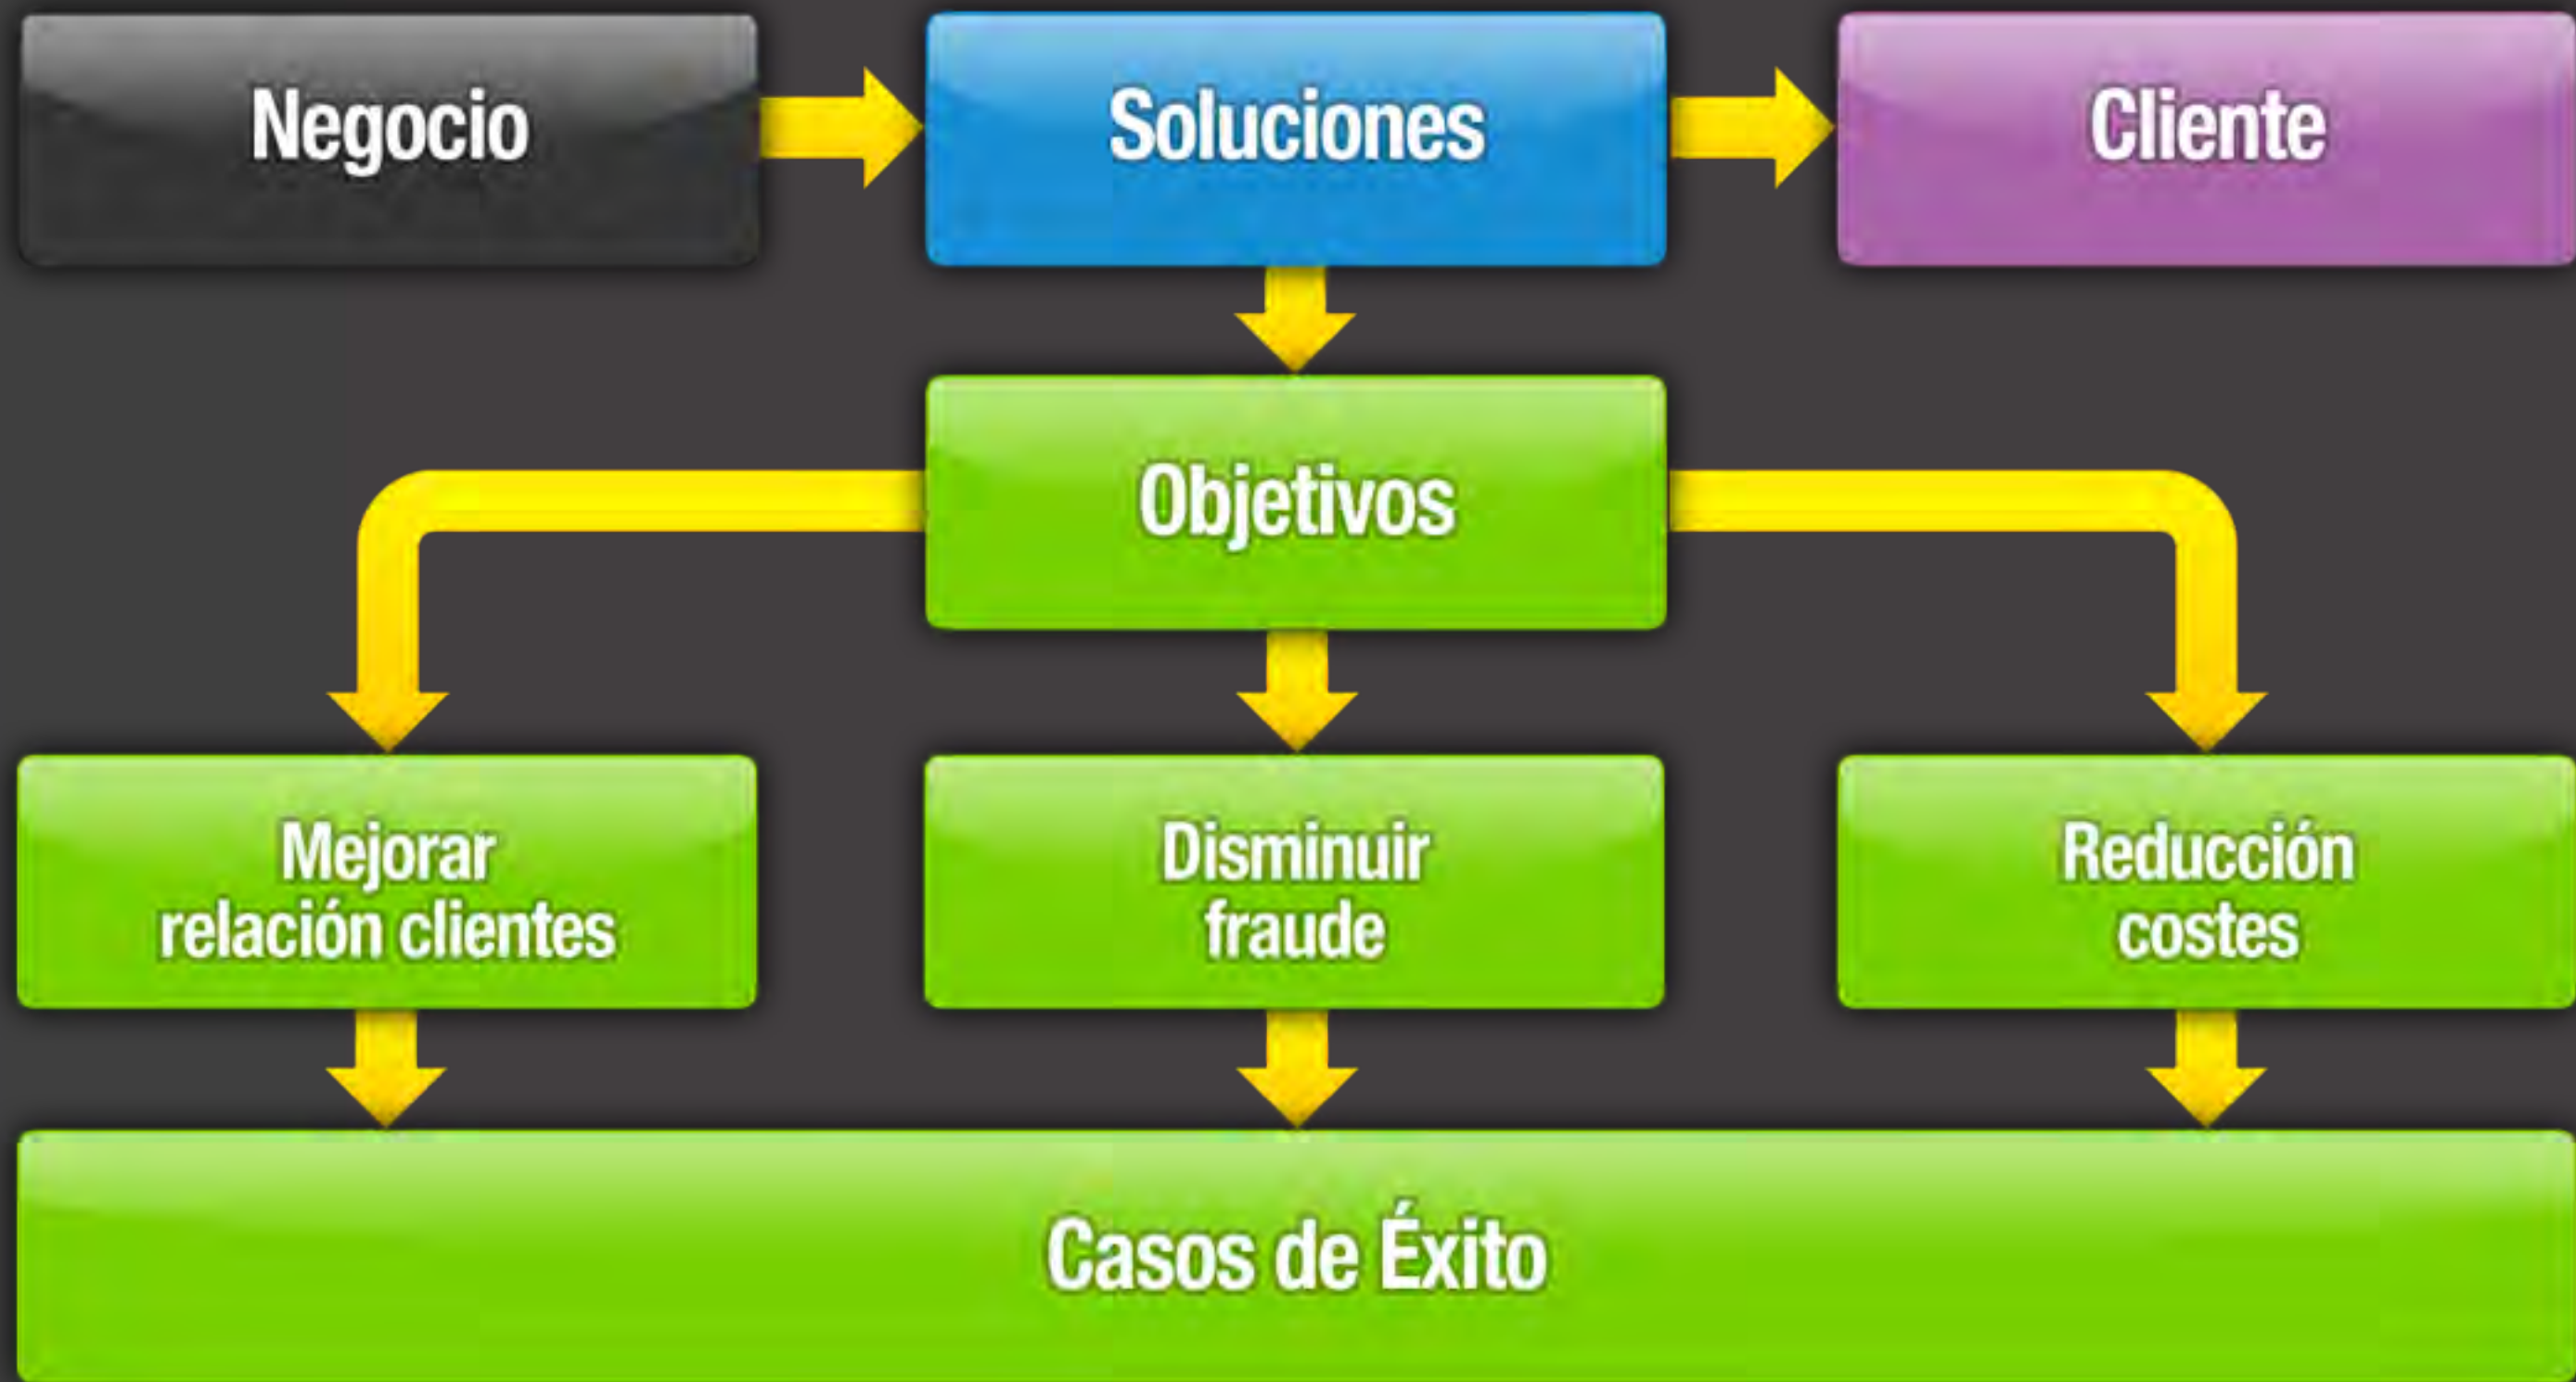 Negocio
Soluciones
Cliente
Objetivos
Mejorar
relación clientes
Disminuir
fraude
Reducción
costes
Casos de Éxito